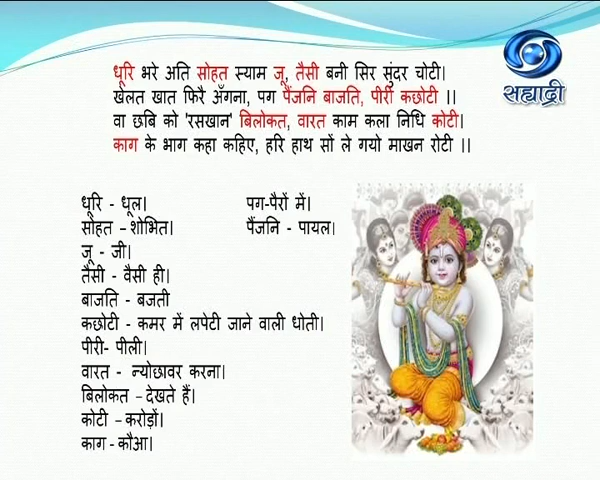 धूरि भरे अति सोहत स्याम जू, तैसी बनी सिर सुंदर चोटी।
खेलत खात फिरै अँगना, पग पैंजनि बाजति, पीरी कछोटी ।।
वा छबि को 'रसखान' बिलोकत, वारत काम कला निधि कोटी।
काग के भाग कहा कहिए, हरि हाथ सों ले गयो माखन रोटी ।।
सह्याद्री
धूरि - धूल।
पग-पैरों में।
सोहत – शोभित।
पैंजनि - पायल।
जू - जी।
तैसी - वैसी ही।
बाजति - बजती
कछोटी - कमर में लपेटी जाने वाली धोती।
पीरी- पीली।
वारत - न्योछावर करना।
बिलोकत – देखते हैं।
कोटी – करोड़ों।
काग - कौआ।